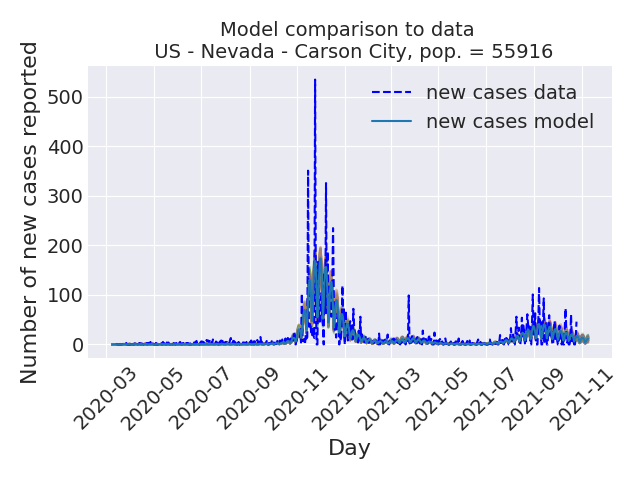 Model comparison to data
US - Nevada - Carson City, pop. = 55916
Number of new cases reported
500
400
300
200
100
0
new cases data
new cases model
2020-03
2020-05
2020-07
2020-09
2020-11
2021-01
2021-03
2021-05
2021-07
2021-09
2021-11
Day